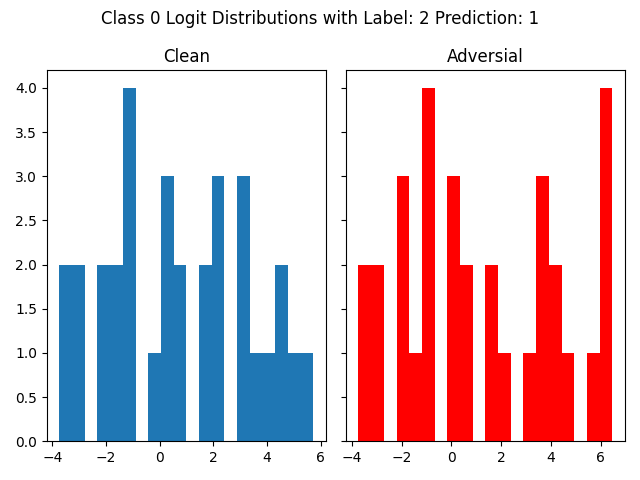 Class 0 Logit Distributions with Label: 2 Prediction: 1
Clean
Adversial
4.0
3.5
3.0
2.5
2.0
1.5
1.0
0.5
0.0
−4 −2 0 2 4 6
−4 −2 0 2 4 6